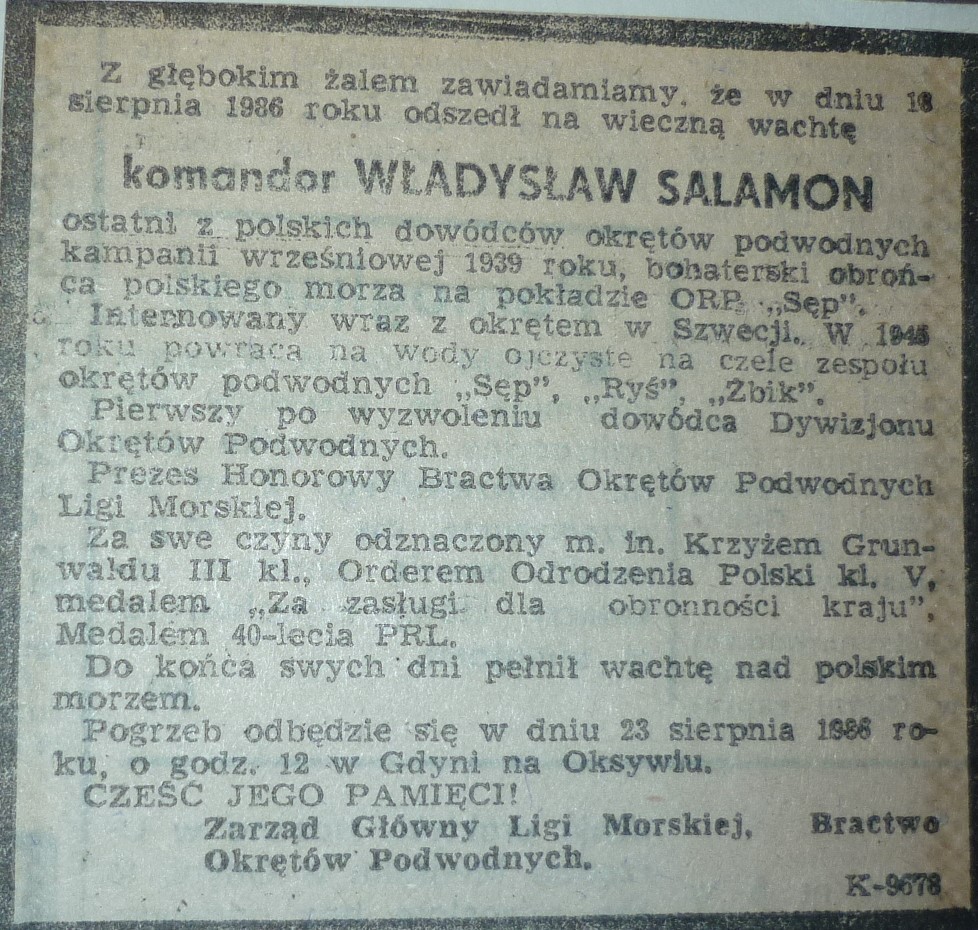 Z głębokim żalem zawiadamiamy, że w dniu 18
sierpnia 1986 roku odszedł na wieczną wachtę
komandor WŁADYSŁAW SALAMON
ostatni z polskich dowódców okrętów podwodnych
kampanii wrześniowej 1939 roku, bohaterski obroń-
ca polskiego morza na pokładzie ORP „Sęp”.
Internowany wraz z okrętem w Szwecji. W 1945
roku powraca na wody ojczyste na czele zespołu
okrętów podwodnych „Sęp”, „Ryś”, „Żbik”.
Pierwszy po wyzwoleniu dowódca Dywizjonu
Okrętów Podwodnych.
Prezes Honorowy Bractwa Okrętów Podwodnych
Ligi Morskiej.
Za swe czyny odznaczony m. in. Krzyżem Grun-
waldu III kl., Orderem Odrodzenia Polski kl. V,
medalem „Za zasługi dla obronności kraju”,
Medalem 40-lecia PRL.
Do końca swych dni pełnił wachtę nad polskim
morzem.
Pogrzeb odbędzie się w dniu 23 sierpnia 1986 ro-
ku, o godz. 12 w Gdyni na Oksywiu.
CZEŚĆ JEGO PAMIĘCI!
Zarząd Główny Ligi Morskiej, Bractwo
Okrętów Podwodnych.
K-9678